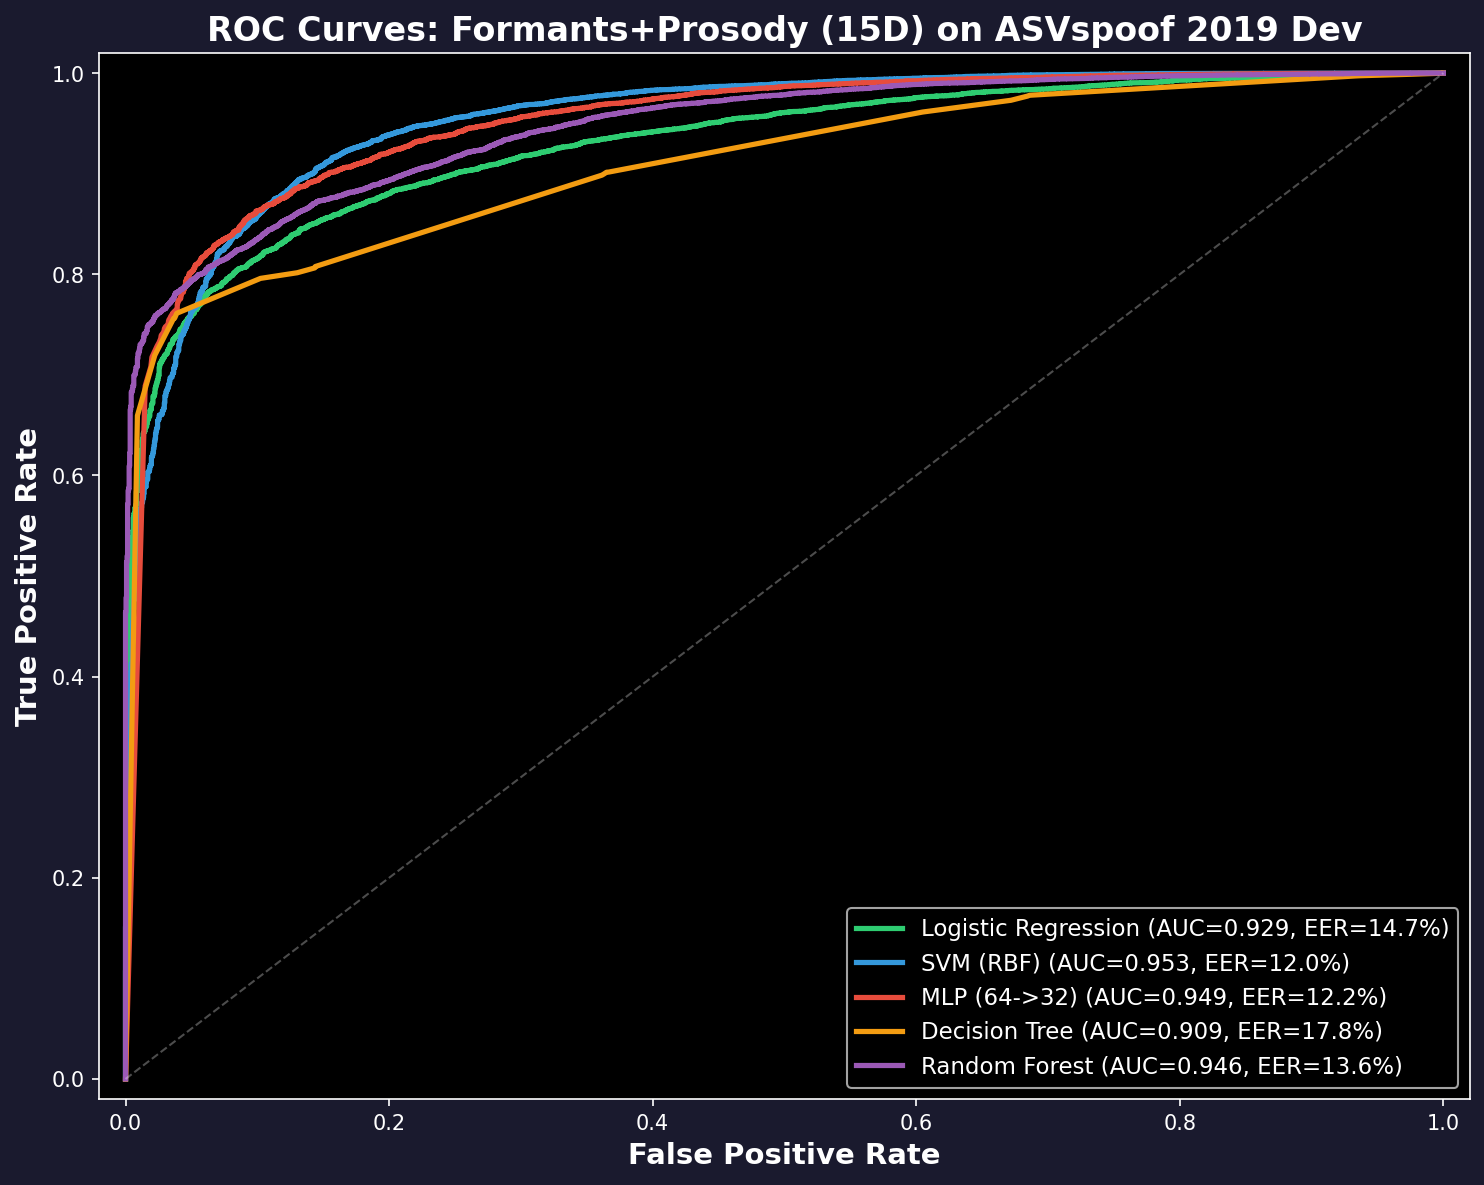 ROC Curves: Formants+Prosody (15D) on ASVspoof 2019 Dev
True Positive Rate
1.0
0.8
0.6
0.4
0.2
0.0
Logistic Regression (AUC=0.929, EER=14.7%)
SVM (RBF) (AUC=0.953, EER=12.0%)
MLP (64->32) (AUC=0.949, EER=12.2%)
Decision Tree (AUC=0.909, EER=17.8%)
Random Forest (AUC=0.946, EER=13.6%)
0.0 0.2 0.4 0.6 0.8 1.0
False Positive Rate